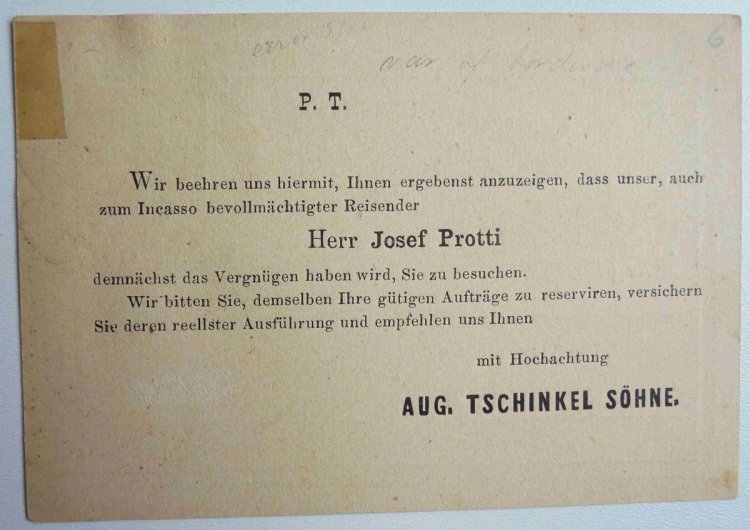 6
P. T.
Wir beehren uns hiermit, Ihnen ergebenst anzuzeigen, dass unser, auch
zum Incasso bevollmächtigter Reisender
Herr Josef Protti
demnächst das Vergnügen haben wird, Sie zu besuchen.
Wir bitten Sie, demselben Ihre gütigen Aufträge zu reserviren, versichern
Sie deren reellster Ausführung und empfehlen uns Ihnen
mit Hochachtung
AUG. TSCHINKEL SÖHNE.